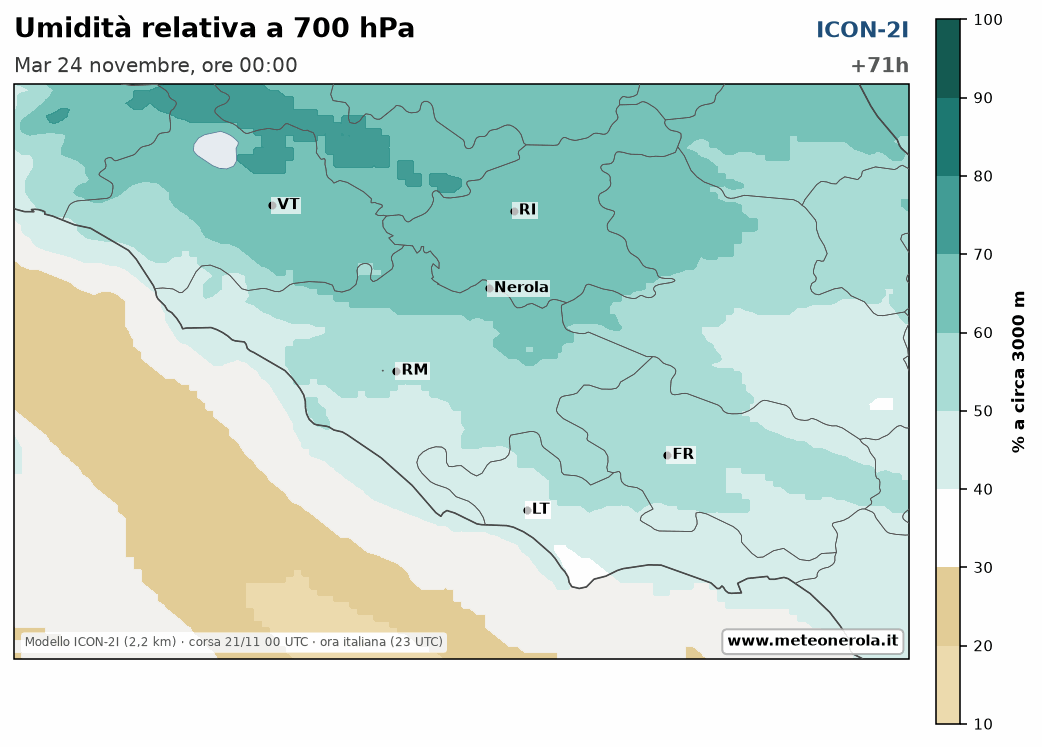 Umidità relativa a 700 hPa
ICON-2I
Mar 24 novembre, ore 00:00
+71h
100
90
80
70
60
50
40
30
20
10
% a circa 3000 m
VT
RI
Nerola
RM
FR
LT
Modello ICON-2I (2,2 km) · corsa 21/11 00 UTC · ora italiana (23 UTC)
www.meteonerola.it